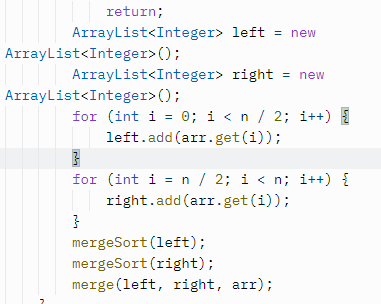 return;
ArrayList<Integer> left = new
ArrayList<Integer>();
ArrayList<Integer> right = new
ArrayList<Integer>();
for (int i = 0; i < n / 2; i++) {
left.add(arr.get(i));
}
for (int i = n / 2; i < n; i++) {
right.add(arr.get(i));
}
mergeSort(left);
mergeSort(right);
merge(left, right, arr);